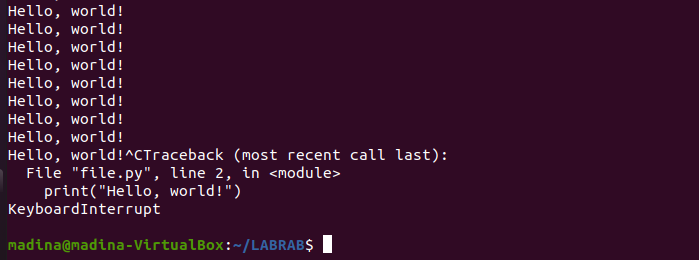 Hello, world!
Hello, world!
Hello, world!
Hello, world!
Hello, world!
Hello, world!
Hello, world!
Hello, world!
Hello, world!^CTraceback (most recent call last):
  File "file.py", line 2, in <module>
    print("Hello, world!")
KeyboardInterrupt

madina@madina-VirtualBox:~/LABRAB$